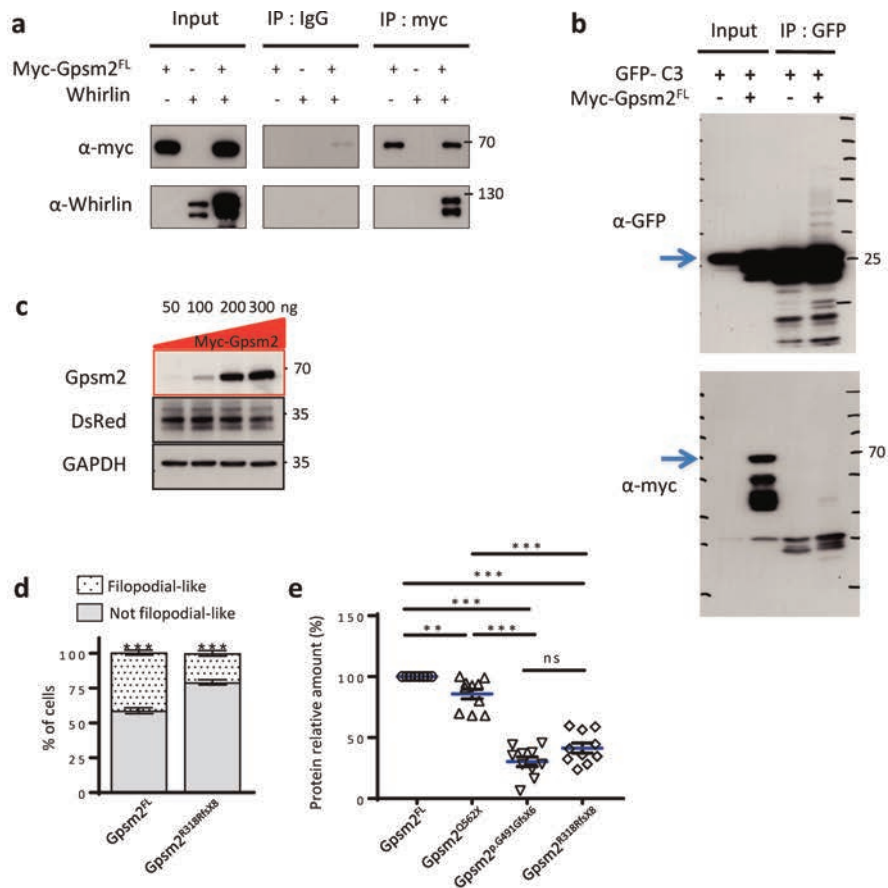 a
Input IP : IgG IP : myc
Myc-Gpsm2FL + - + + - + + - +
Whirlin - + + - + + - + +
α-myc 70
α-Whirlin 130
b
Input IP : GFP
GFP- C3 + + + +
Myc-Gpsm2FL - + - +
α-GFP 25
α-myc 70
c
50 100 200 300 ng
Myc-Gpsm2
Gpsm2 70
DsRed 35
GAPDH 35
d
Filopodial-like
Not filopodial-like
*** ***
% of cells
100
75
50
25
0
Gpsm2FL
Gpsm2R318RfsX8
e
***
***
***
** ***
ns
Protein relative amount (%)
150
100
50
0
Gpsm2FL
Gpsm2Q562X
Gpsm2p.G491GfsX6
Gpsm2R318RfsX8